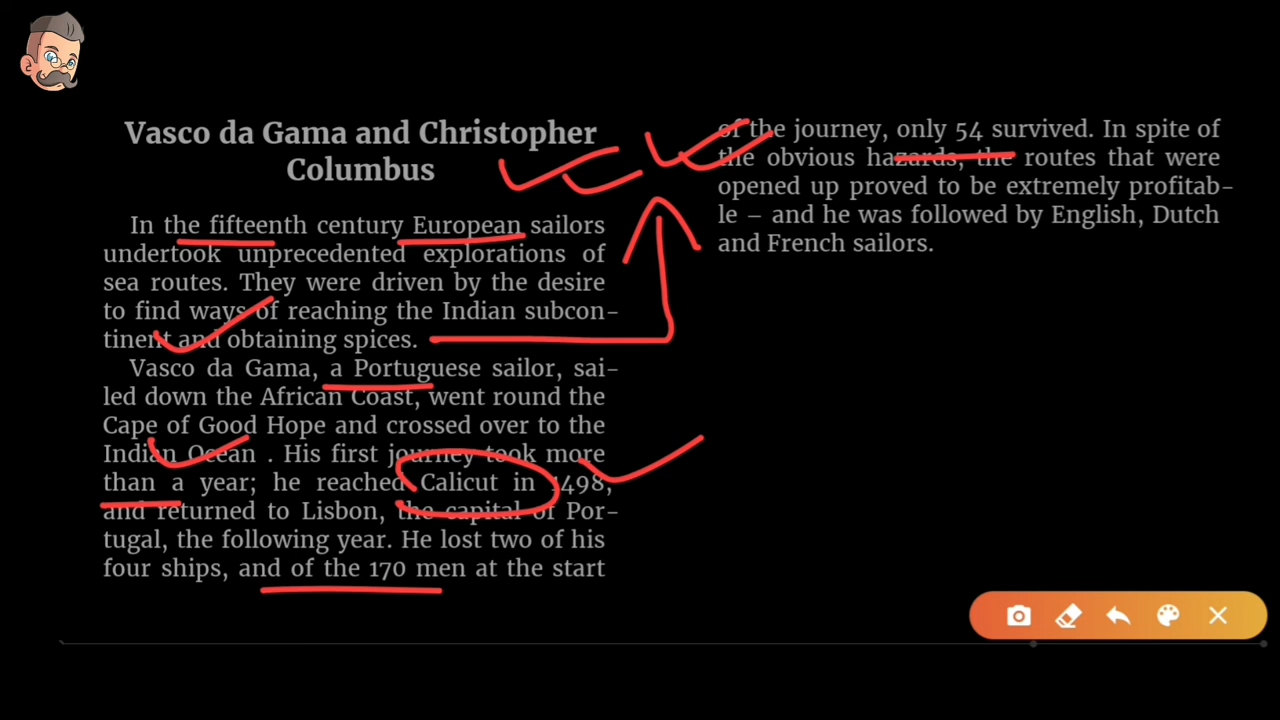 Vasco da Gama and Christopher
Columbus
In the fifteenth century European sailors
undertook unprecedented explorations of
sea routes. They were driven by the desire
to find ways of reaching the Indian subcon-
tinent and obtaining spices.
Vasco da Gama, a Portuguese sailor, sai-
led down the African Coast, went round the
Cape of Good Hope and crossed over to the
Indian Ocean . His first journey took more
than a year; he reached Calicut in 1498,
and returned to Lisbon, the capital of Por-
tugal, the following year. He lost two of his
four ships, and of the 170 men at the start
of the journey, only 54 survived. In spite of
the obvious hazards, the routes that were
opened up proved to be extremely profitab-
le – and he was followed by English, Dutch
and French sailors.